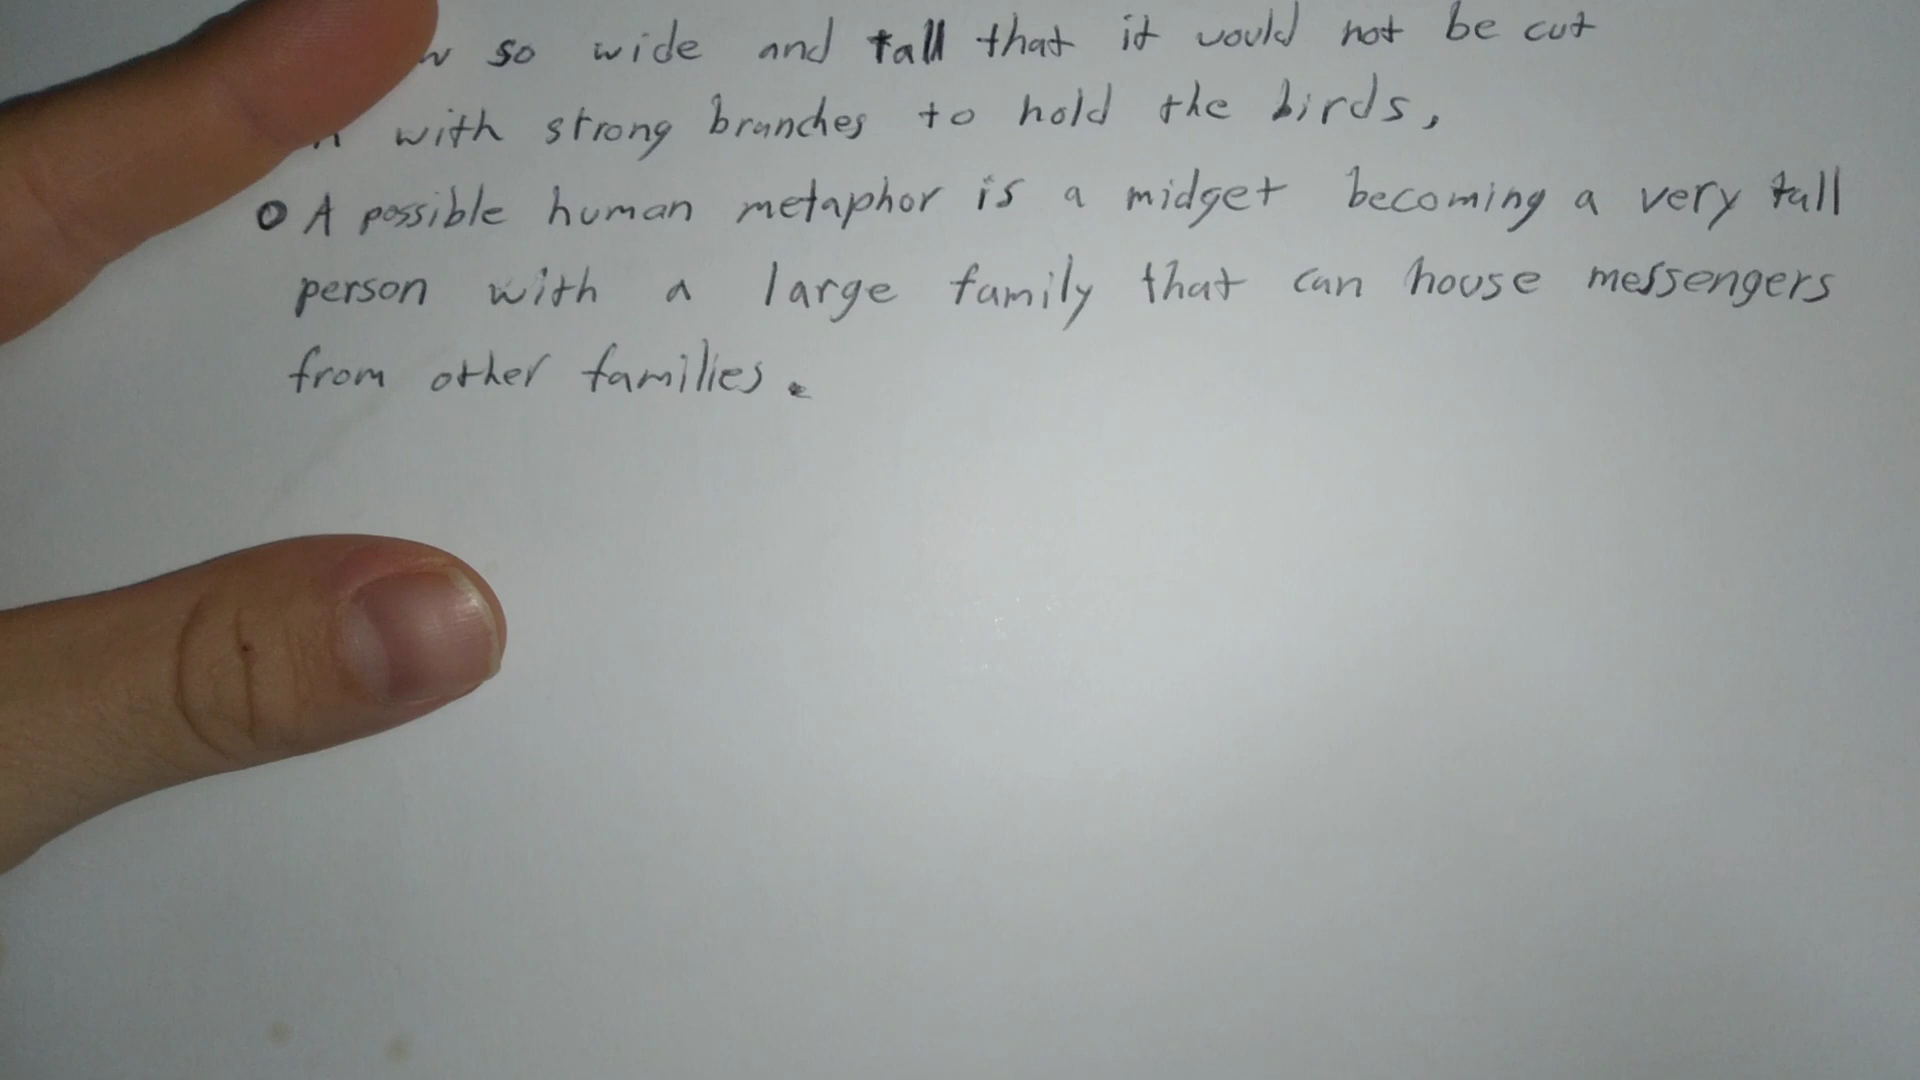 so wide and tall that it would not be cut
with strong branches to hold the birds,
O A possible human metaphor is a midget becoming a very tall
person with a large family that can house messengers
from other families.